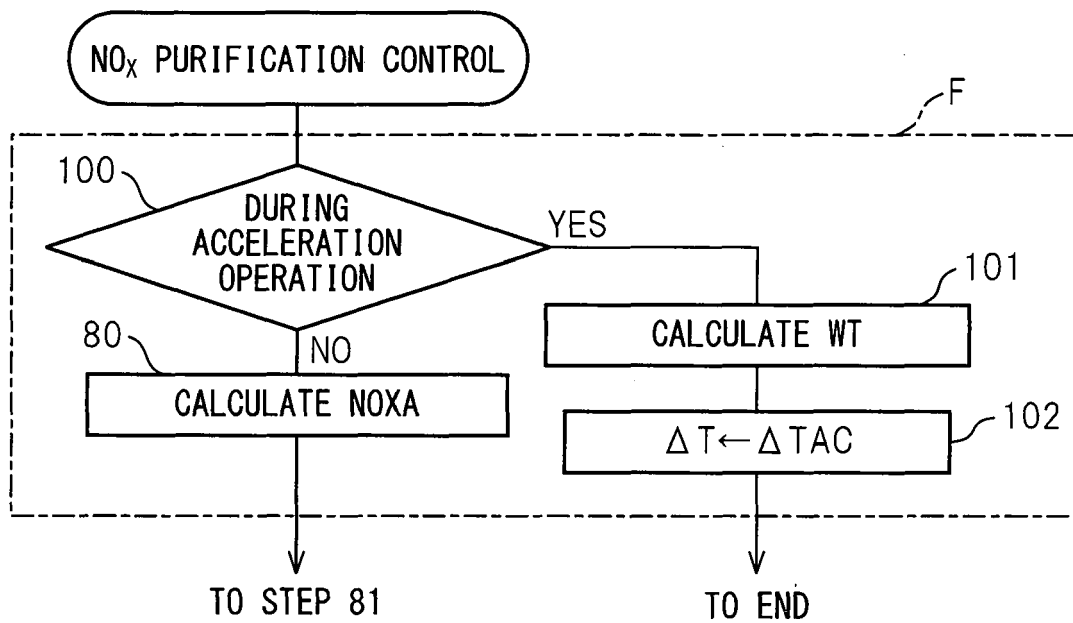 NOX PURIFICATION CONTROL
F
100
DURING
ACCELERATION
OPERATION
YES
101
CALCULATE WT
80
NO
CALCULATE NOXA
102
ΔT←ΔTAC
TO STEP 81
TO END